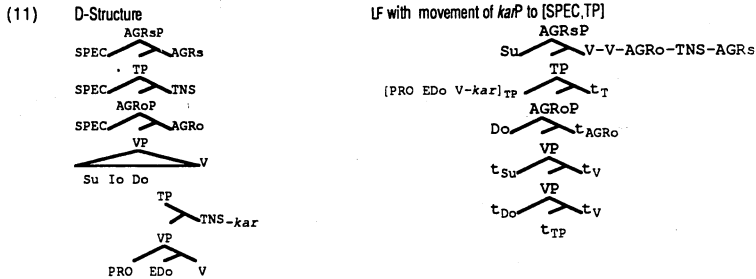 (11) D-Structure
AGRsP
SPEC AGRs
TP
SPEC TNS
AGRoP
SPEC AGRo
VP
V
Su Io Do
TP
TNS-kar
VP
PRO EDo V
LF with movement of karP to [SPEC,TP]
AGRsP
Su V-V-AGRo-TNS-AGRs
TP
[PRO EDo V-kar]TP tT
AGRoP
Do tAGRo
VP
tSu tV
VP
tDo tV
tTP